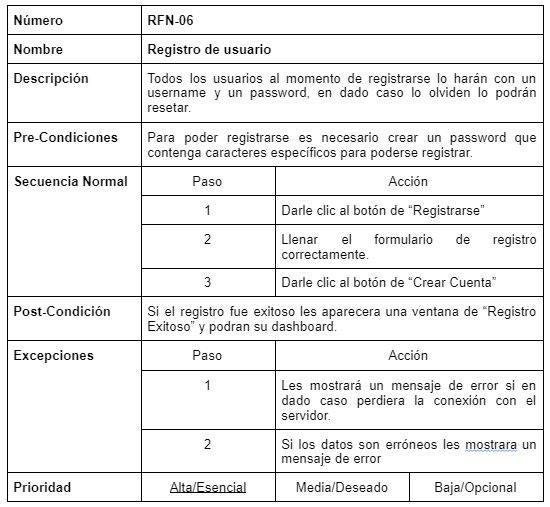 Número RFN-06
Nombre Registro de usuario
Descripción Todos los usuarios al momento de registrarse lo harán con un
username y un password, en dado caso lo olviden lo podrán
resetar.
Pre-Condiciones Para poder registrarse es necesario crear un password que
contenga caracteres específicos para poderse registrar.
Secuencia Normal Paso Acción
1 Darle clic al botón de “Registrarse”
2 Llenar el formulario de registro
correctamente.
3 Darle clic al botón de “Crear Cuenta”
Post-Condición Si el registro fue exitoso les aparecera una ventana de “Registro
Exitoso” y podran su dashboard.
Excepciones Paso Acción
1 Les mostrará un mensaje de error si en
dado caso perdiera la conexión con el
servidor.
2 Si los datos son erróneos les mostrara un
mensaje de error
Prioridad Alta/Esencial Media/Deseado Baja/Opcional